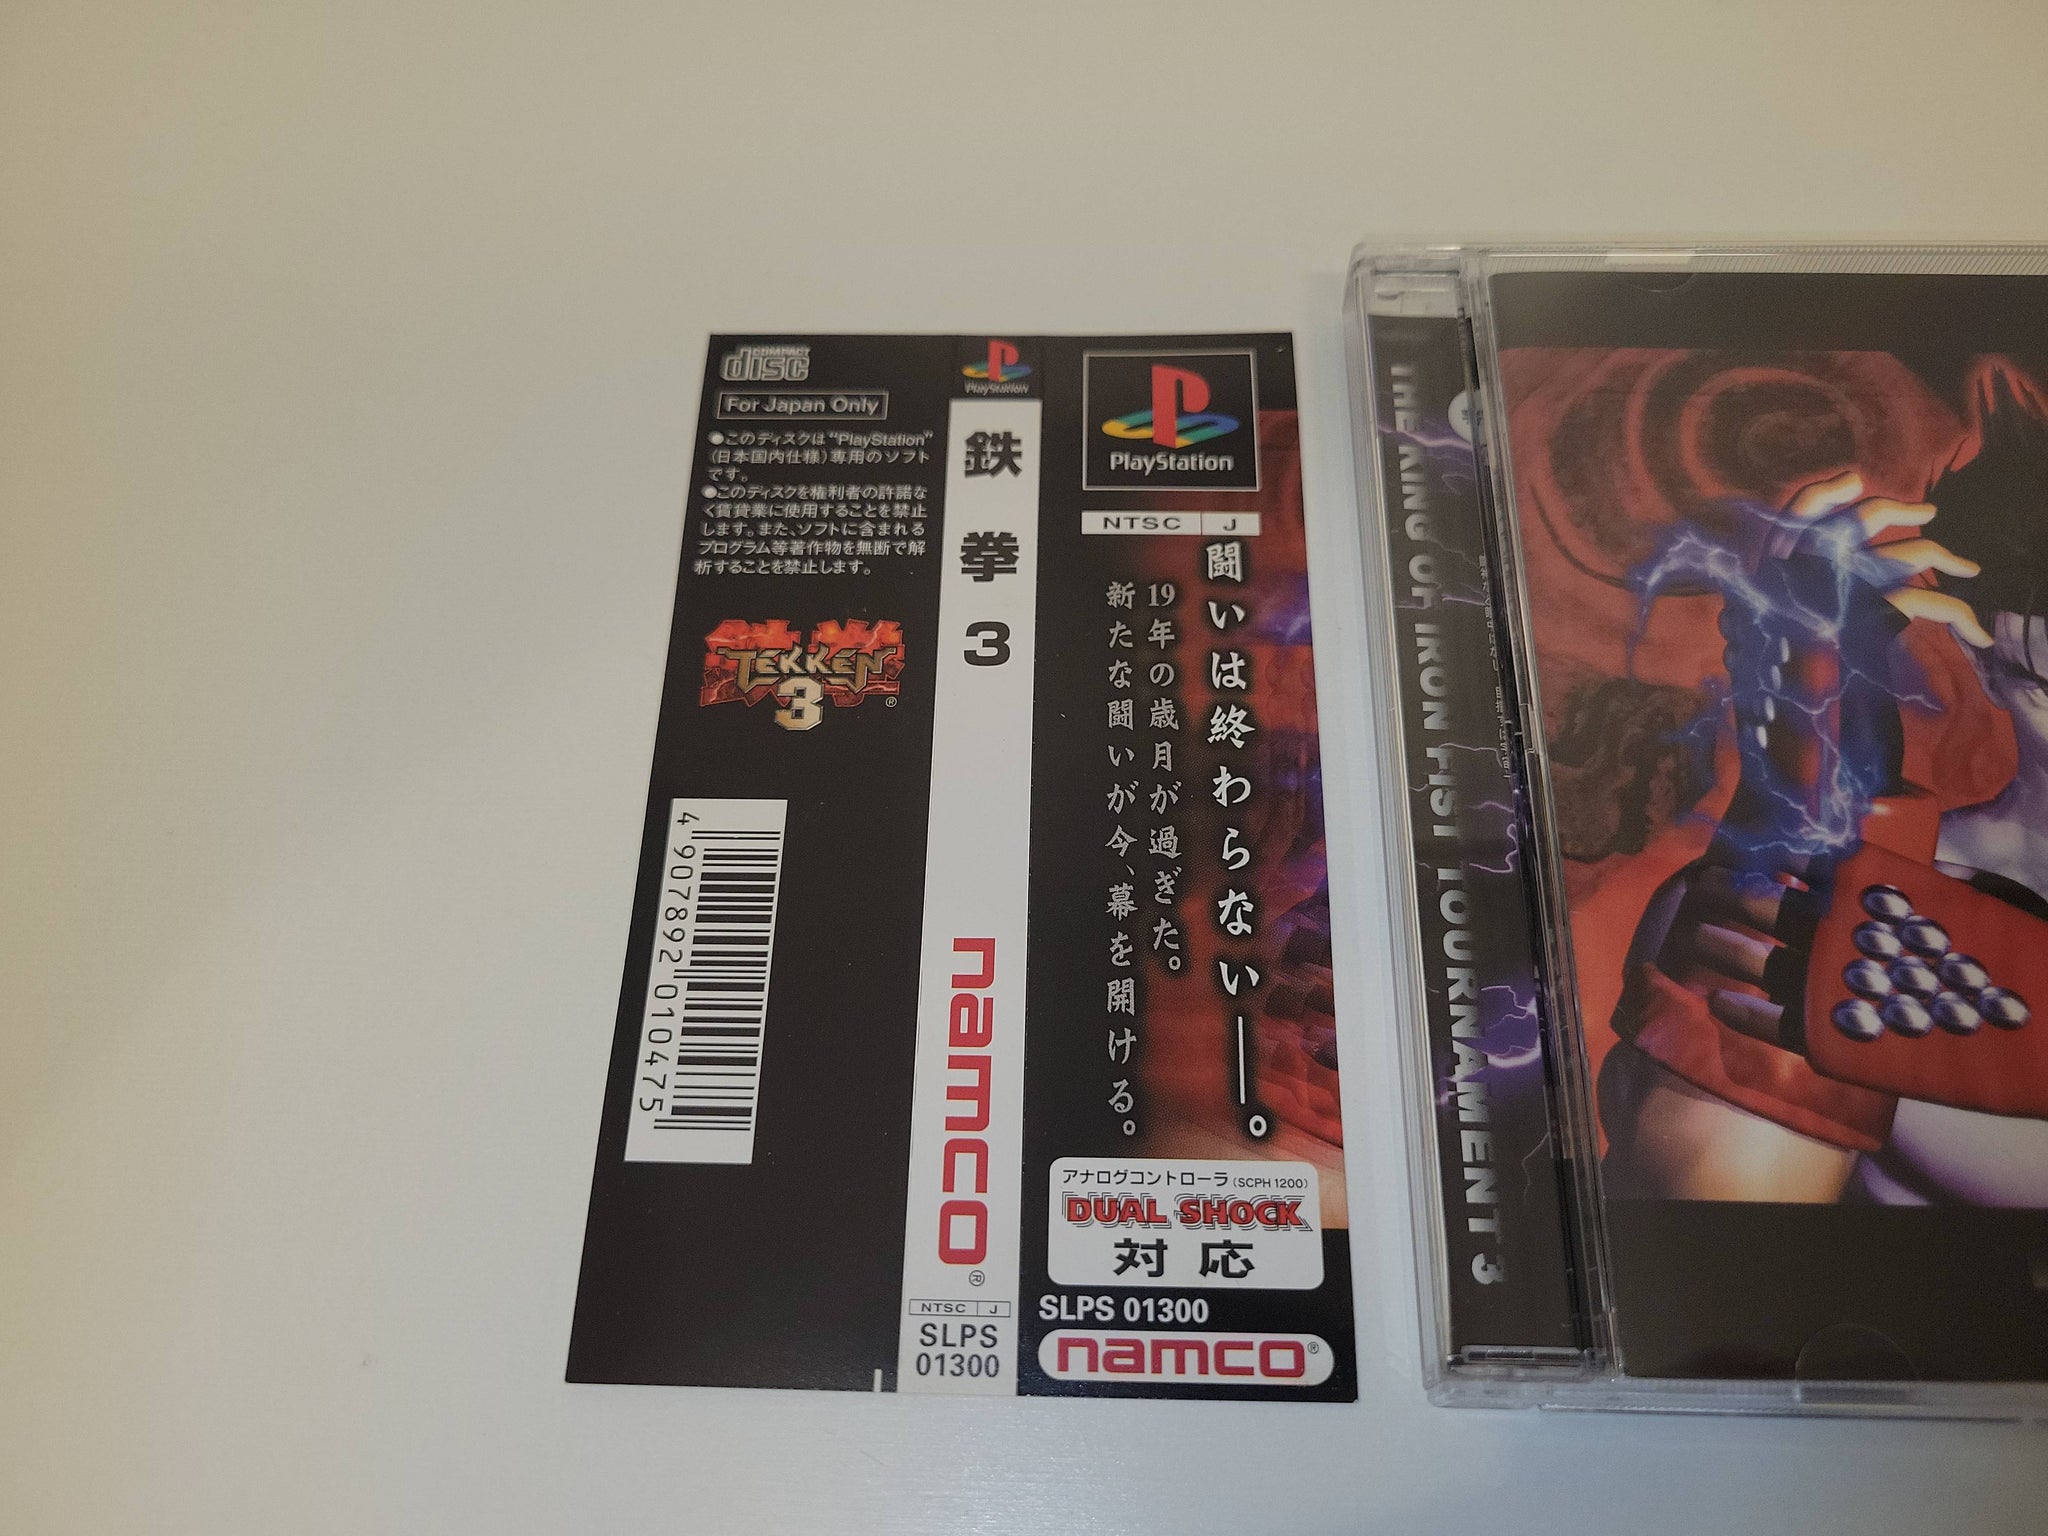 COMPACT
disc
For Japan Only
●このディスクは"PlayStation"
(日本国内仕様)専用のソフト
です。
●このディスクを権利者の許諾な
く賃貸業に使用することを禁止
します。また、ソフトに含まれる
プログラム等著作物を無断で解
析することを禁止します。
鉄拳
TEKKEN
3
®
4 907892 010475
PlayStation
鉄拳3
namco®
NTSC J
SLPS
01300
PlayStation
NTSC J
闘いは終わらない――。
19年の歳月が過ぎた。
新たな闘いが今、幕を開ける。
アナログコントローラ(SCPH 1200)
DUAL SHOCK
対応
SLPS 01300
namco®
THE KING OF IRON FIST TOURNAMENT 3